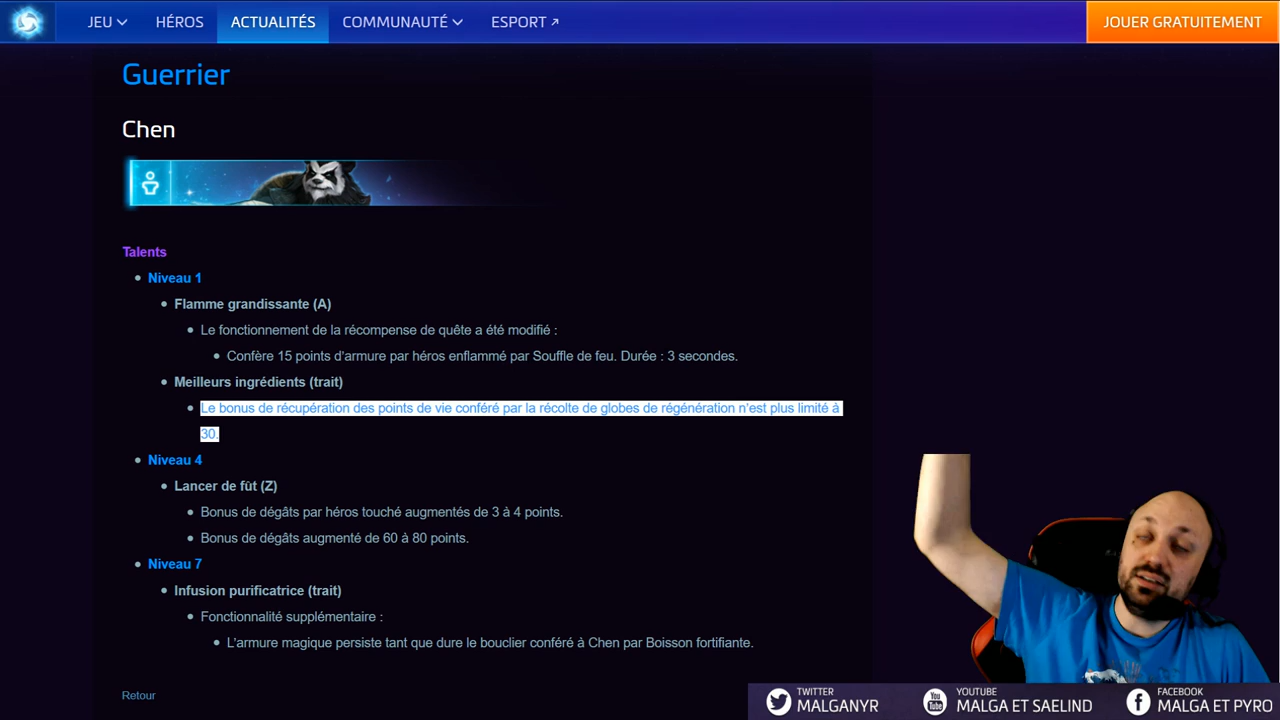 JEU HÉROS ACTUALITÉS COMMUNAUTÉ ESPORT JOUER GRATUITEMENT
Guerrier
Chen
Talents
Niveau 1
Flamme grandissante (A)
Le fonctionnement de la récompense de quête a été modifié :
Confère 15 points d'armure par héros enflammé par Souffle de feu. Durée : 3 secondes.
Meilleurs ingrédients (trait)
Le bonus de récupération des points de vie conféré par la récolte de globes de régénération n'est plus limité à
30.
Niveau 4
Lancer de fût (Z)
Bonus de dégâts par héros touché augmentés de 3 à 4 points.
Bonus de dégâts augmenté de 60 à 80 points.
Niveau 7
Infusion purificatrice (trait)
Fonctionnalité supplémentaire :
L'armure magique persiste tant que dure le bouclier conféré à Chen par Boisson fortifiante.
Retour
TWITTER
MALGANYR
You Tube
YOUTUBE
MALGA ET SAELIND
FACEBOOK
MALGA ET PYRO